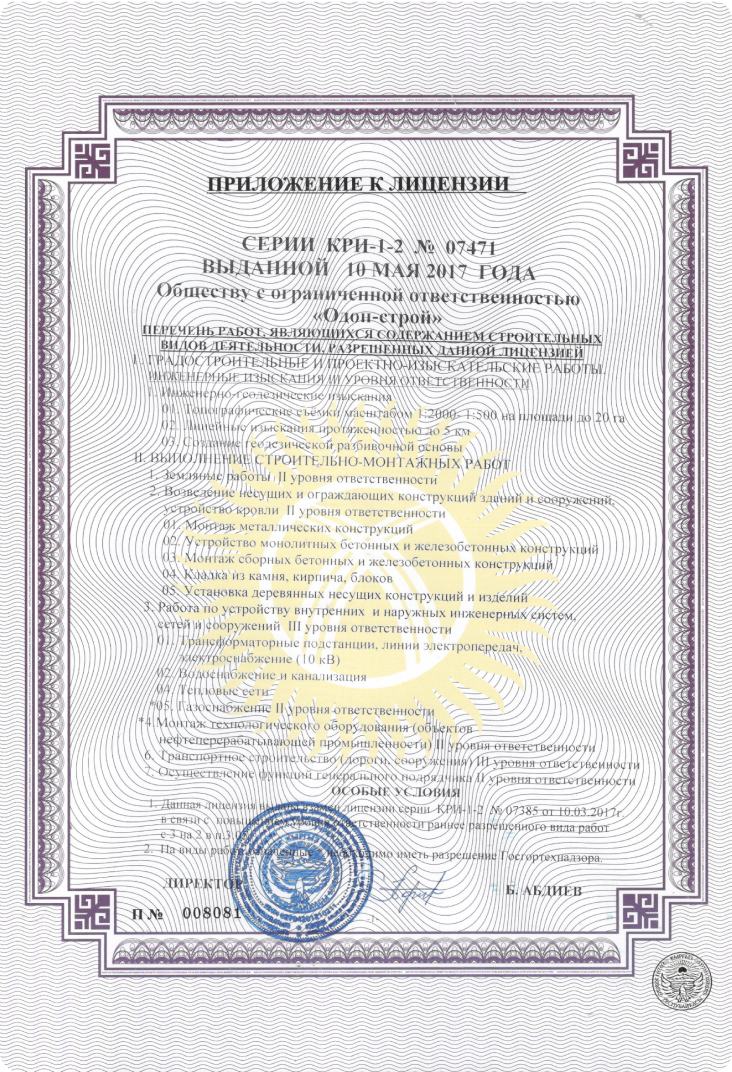 ПРИЛОЖЕНИЕ К ЛИЦЕНЗИИ
СЕРИИ КРИ-1-2 № 07471
ВЫДАННОЙ 10 МАЯ 2017 ГОДА
Обществу с ограниченной ответственностью
«Одон-строй»
ПЕРЕЧЕНЬ РАБОТ, ЯВЛЯЮЩИХСЯ СОДЕРЖАНИЕМ СТРОИТЕЛЬНЫХ
ВИДОВ ДЕЯТЕЛЬНОСТИ, РАЗРЕШЕННЫХ ДАННОЙ ЛИЦЕНЗИЕЙ
I. ГРАДОСТРОИТЕЛЬНЫЕ И ПРОЕКТНО-ИЗЫСКАТЕЛЬСКИЕ РАБОТЫ.
ИНЖЕНЕРНЫЕ ИЗЫСКАНИЯ III УРОВНЯ ОТВЕТСТВЕННОСТИ
1. Инженерно-геодезические изыскания
01. Топографические съемки масштабом 1:2000- 1:500 на площади до 20 га
02. Линейные изыскания протяженностью до 5 км
03. Создание геодезической разбивочной основы
II. ВЫПОЛНЕНИЕ СТРОИТЕЛЬНО-МОНТАЖНЫХ РАБОТ
1. Земляные работы II уровня ответственности
2. Возведение несущих и ограждающих конструкций зданий и сооружений,
устройство кровли II уровня ответственности
01. Монтаж металлических конструкций
02. Устройство монолитных бетонных и железобетонных конструкций
03. Монтаж сборных бетонных и железобетонных конструкций
04. Кладка из камня, кирпича, блоков
05. Установка деревянных несущих конструкций и изделий
3. Работа по устройству внутренних и наружных инженерных систем,
сетей и сооружений III уровня ответственности
01. Трансформаторные подстанции, линии электропередач,
электроснабжение (10 кВ)
02. Водоснабжение и канализация
04. Тепловые сети
*05. Газоснабжение II уровня ответственности
*4.Монтаж технологического оборудования (объектов
нефтеперерабатывающей промышленности) II уровня ответственности
6. Транспортное строительство (дороги, сооружения) III уровня ответственности
7. Осуществление функций генерального подрядчика II уровня ответственности
ОСОБЫЕ УСЛОВИЯ
1. Данная лицензия выдана взамен лицензии серии КРИ-1-2 № 07385 от 10.03.2017г.
в связи с повышением уровня ответственности раннее разрешенного вида работ
с 3 на 2 в п.3.05
2. На виды работ необходимо иметь разрешение Госгортехнадзора.
ДИРЕКТОР Б. АБДИЕВ
П № 008081